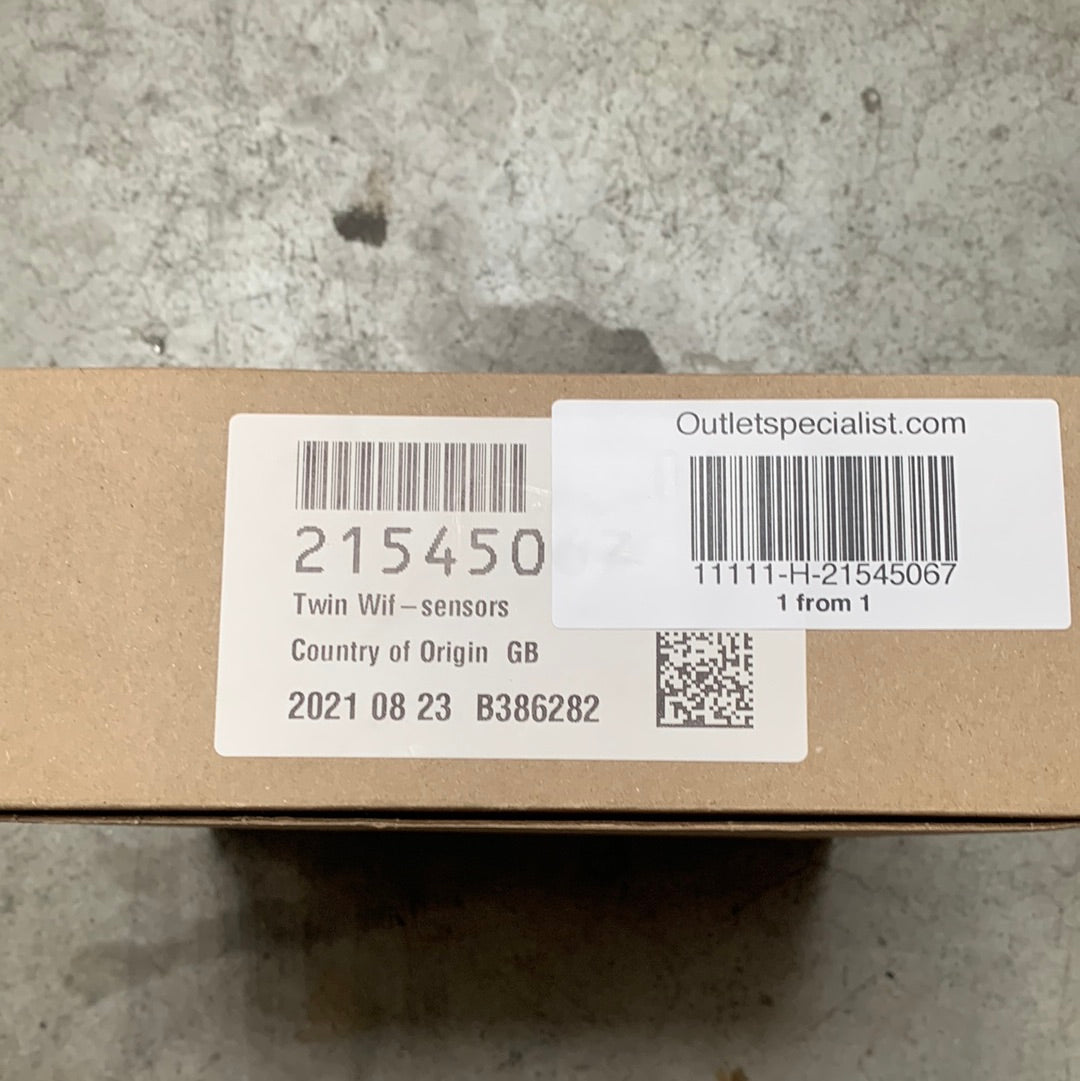 215450
Twin Wif-sensors
Country of Origin GB
2021 08 23 B386282
Outletspecialist.com
11111-H-21545067
1 from 1